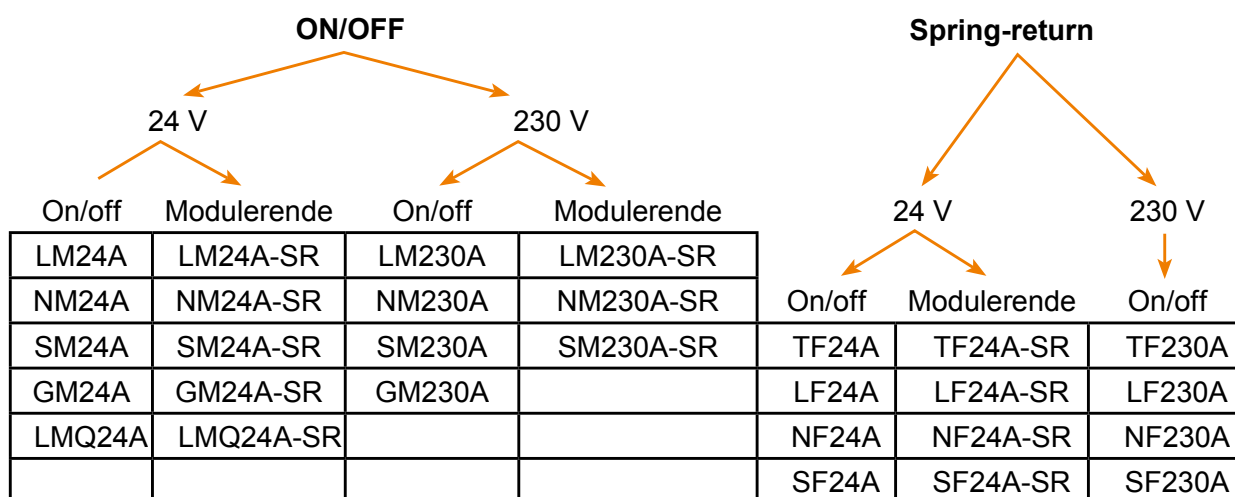 ON/OFF
Spring-return
24 V
230 V
On/off Modulerende On/off Modulerende
24 V 230 V
LM24A LM24A-SR LM230A LM230A-SR
NM24A NM24A-SR NM230A NM230A-SR
On/off Modulerende On/off
SM24A SM24A-SR SM230A SM230A-SR TF24A TF24A-SR TF230A
GM24A GM24A-SR GM230A LF24A LF24A-SR LF230A
LMQ24A LMQ24A-SR NF24A NF24A-SR NF230A
SF24A SF24A-SR SF230A